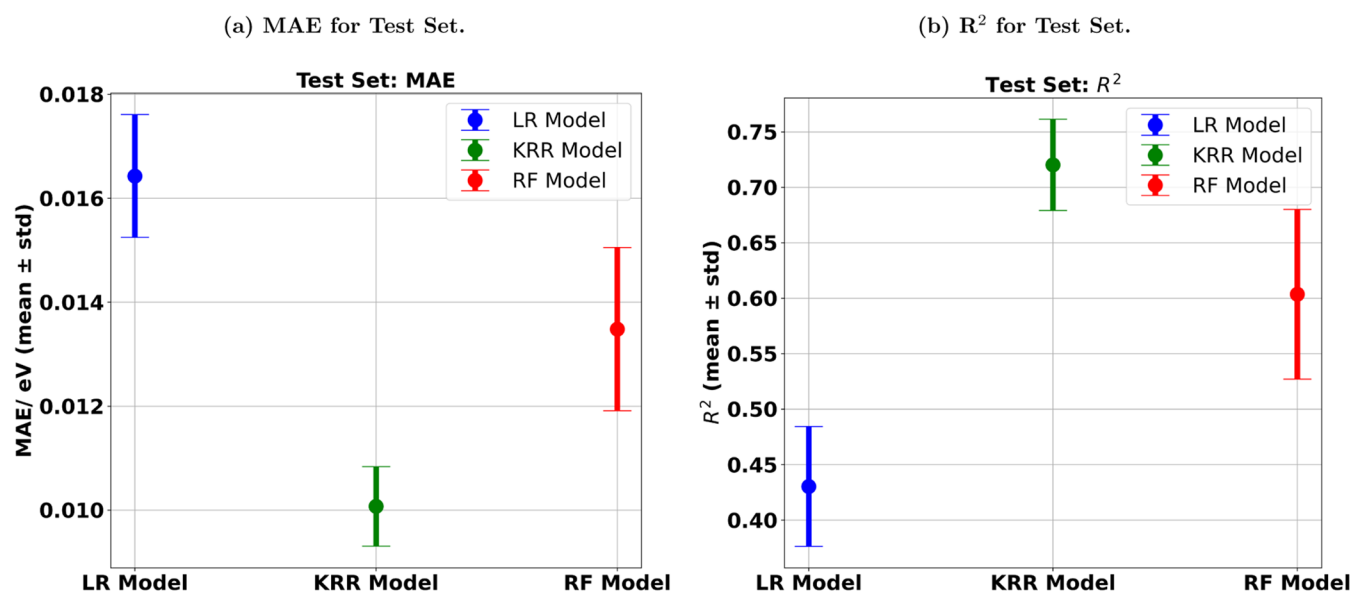 (a) MAE for Test Set.
Test Set: MAE
MAE/ eV (mean ± std)
0.018
0.016
0.014
0.012
0.010
LR Model
KRR Model
RF Model
LR Model
KRR Model
RF Model
(b) R² for Test Set.
Test Set: R²
R² (mean ± std)
0.75
0.70
0.65
0.60
0.55
0.50
0.45
0.40
LR Model
KRR Model
RF Model
LR Model
KRR Model
RF Model